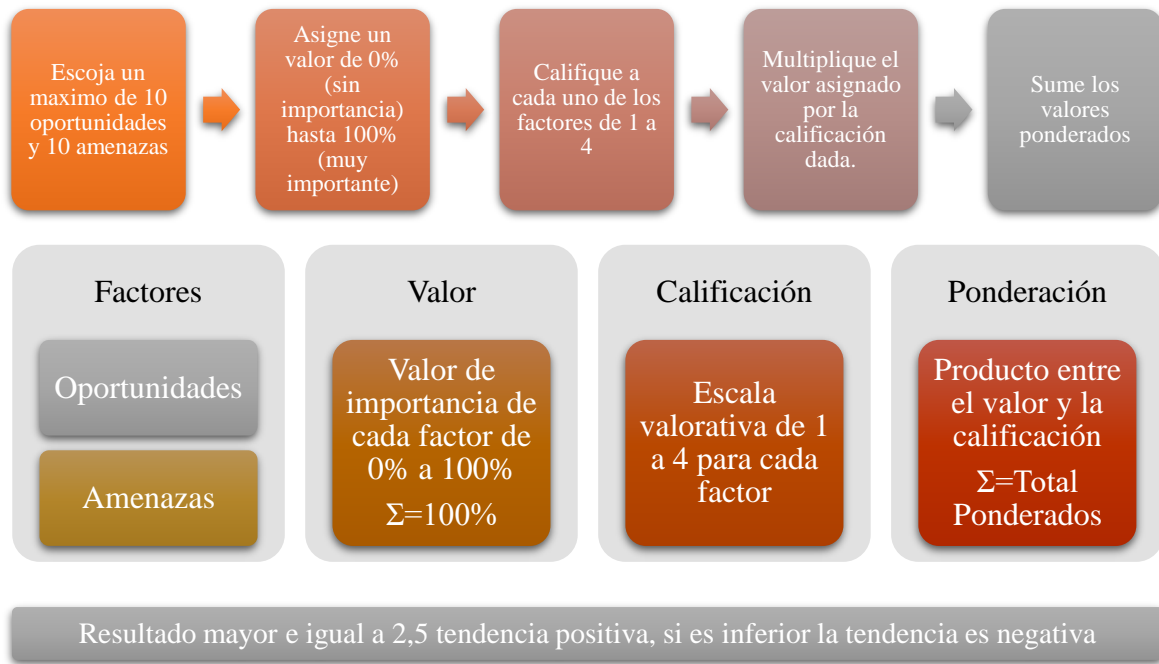 Escoja un
maximo de 10
oportunidades
y 10 amenazas
Asigne un
valor de 0%
(sin
importancia)
hasta 100%
(muy
importante)
Califique a
cada uno de los
factores de 1 a
4
Multiplique el
valor asignado
por la
calificación
dada.
Sume los
valores
ponderados
Factores
Oportunidades
Amenazas
Valor
Valor de
importancia de
cada factor de
0% a 100%
Σ=100%
Calificación
Escala
valorativa de 1
a 4 para cada
factor
Ponderación
Producto entre
el valor y la
calificación
Σ=Total
Ponderados
Resultado mayor e igual a 2,5 tendencia positiva, si es inferior la tendencia es negativa